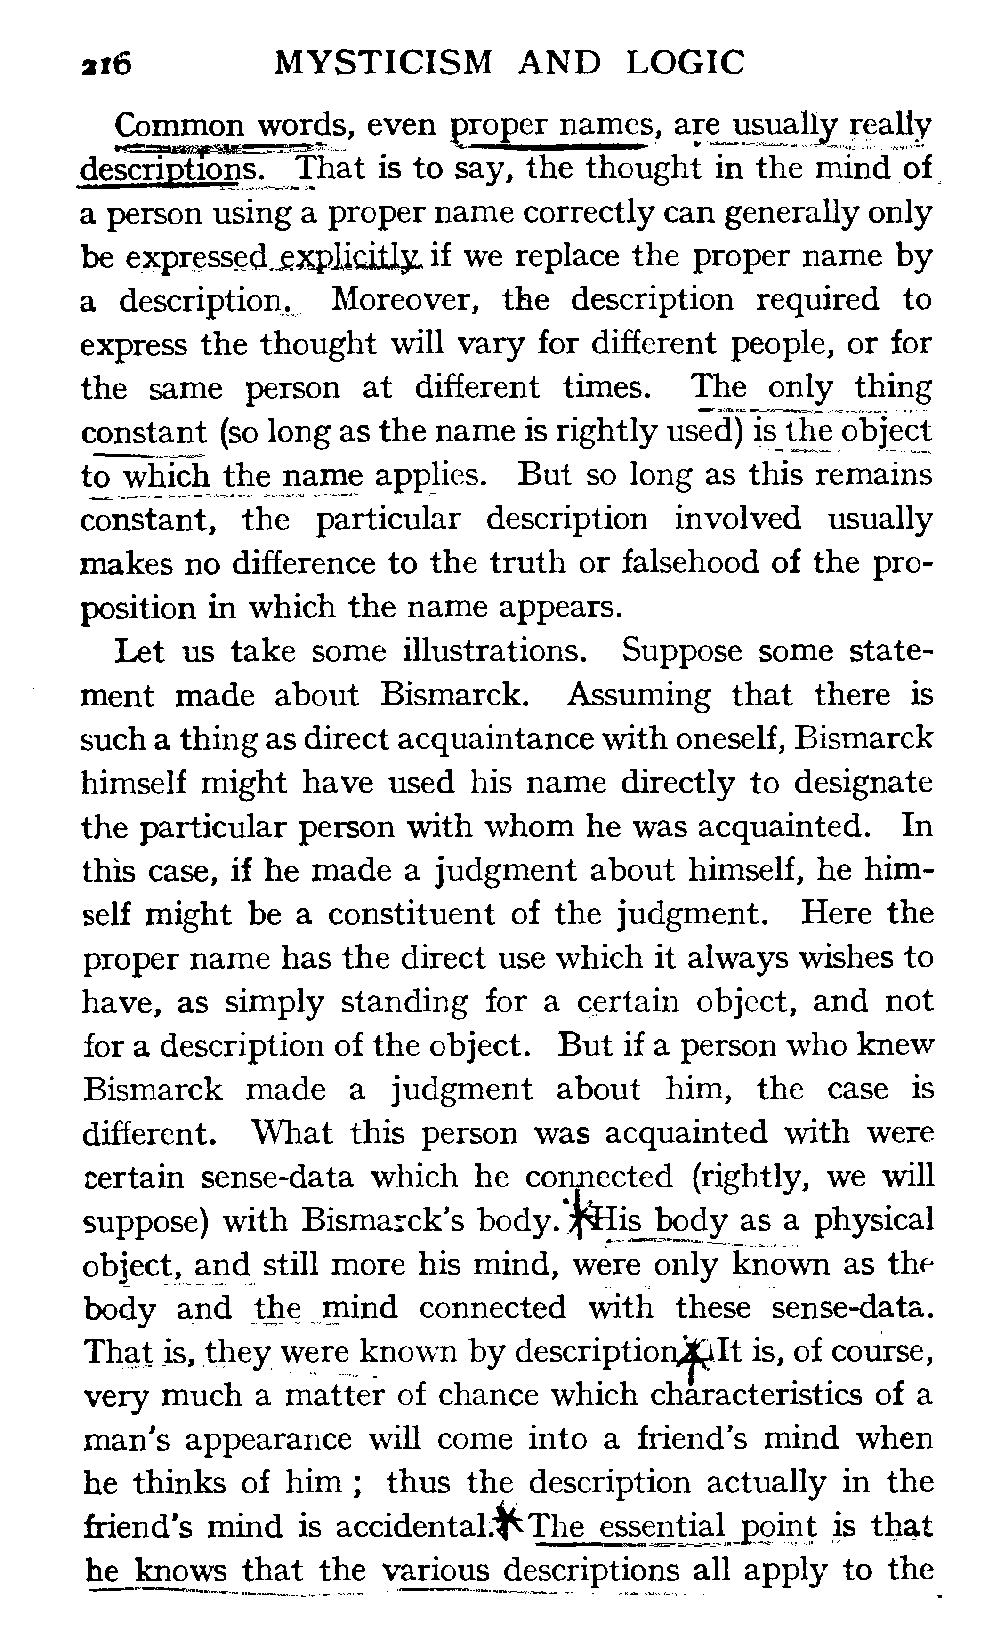 216 MYSTICISM AND LOGIC
Common words, even proper names, are usually really
descriptions. That is to say, the thought in the mind of
a person using a proper name correctly can generally only
be expressed explicitly if we replace the proper name by
a description. Moreover, the description required to
express the thought will vary for different people, or for
the same person at different times. The only thing
constant (so long as the name is rightly used) is the object
to which the name applies. But so long as this remains
constant, the particular description involved usually
makes no difference to the truth or falsehood of the pro-
position in which the name appears.
Let us take some illustrations. Suppose some state-
ment made about Bismarck. Assuming that there is
such a thing as direct acquaintance with oneself, Bismarck
himself might have used his name directly to designate
the particular person with whom he was acquainted. In
this case, if he made a judgment about himself, he him-
self might be a constituent of the judgment. Here the
proper name has the direct use which it always wishes to
have, as simply standing for a certain object, and not
for a description of the object. But if a person who knew
Bismarck made a judgment about him, the case is
different. What this person was acquainted with were
certain sense-data which he connected (rightly, we will
suppose) with Bismarck's body. His body as a physical
object, and still more his mind, were only known as the
body and the mind connected with these sense-data.
That is, they were known by description. It is, of course,
very much a matter of chance which characteristics of a
man's appearance will come into a friend's mind when
he thinks of him ; thus the description actually in the
friend's mind is accidental. The essential point is that
he knows that the various descriptions all apply to the